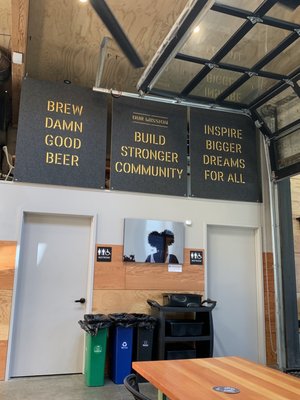 BREW
DAMN
GOOD
BEER
OUR MISSION
BUILD
STRONGER
COMMUNITY
INSPIRE
BIGGER
DREAMS
FOR ALL